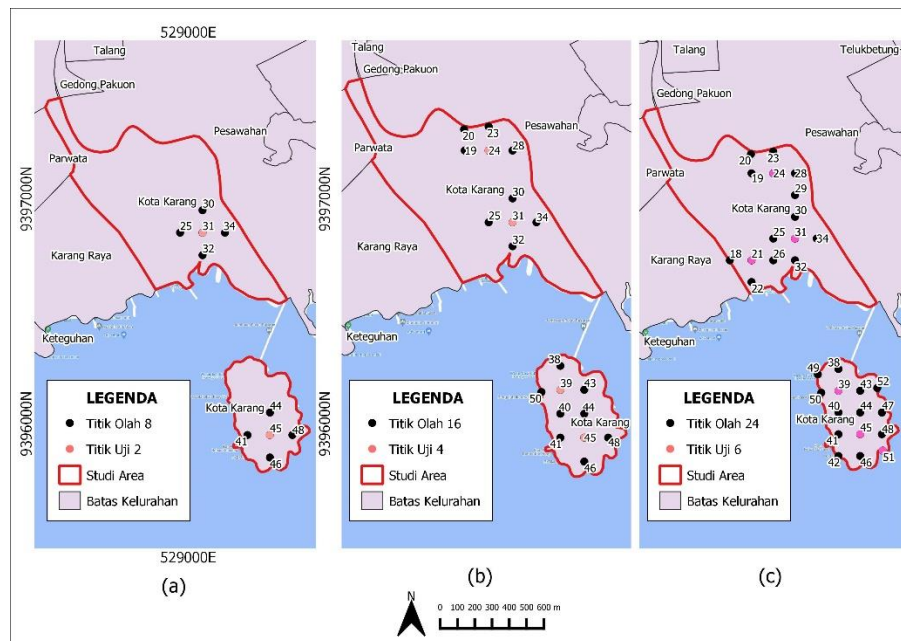 529000E
9397000N
9396000N
Talang
Gedong Pakuon
Pesawahan
Parwata
Kota Karang
30
25
31
34
32
Karang Raya
Keteguhan
Kota Karang
44
45
41
48
46
LEGENDA
Titik Olah 8
Titik Uji 2
Studi Area
Batas Kelurahan
529000E
(a)
Talang
Gedong Pakuon
Pesawahan
20
23
19
24
28
Parwata
Kota Karang
30
25
31
34
32
Karang Raya
Keteguhan
38
39
43
50
40
44
Kota Karang
41
45
48
46
LEGENDA
Titik Olah 16
Titik Uji 4
Studi Area
Batas Kelurahan
(b)
9397000N
9396000N
Talang
Telukbetung
Gedong Pakuon
Pesawahan
20
23
19
24
28
29
Parwata
Kota Karang
30
25
31
34
18
21
26
32
22
Karang Raya
Keteguhan
49
38
39
43
52
50
40
44
47
Kota Karang
41
45
48
42
46
51
LEGENDA
Titik Olah 24
Titik Uji 6
Studi Area
Batas Kelurahan
(c)
N
0 100 200 300 400 500 600 m